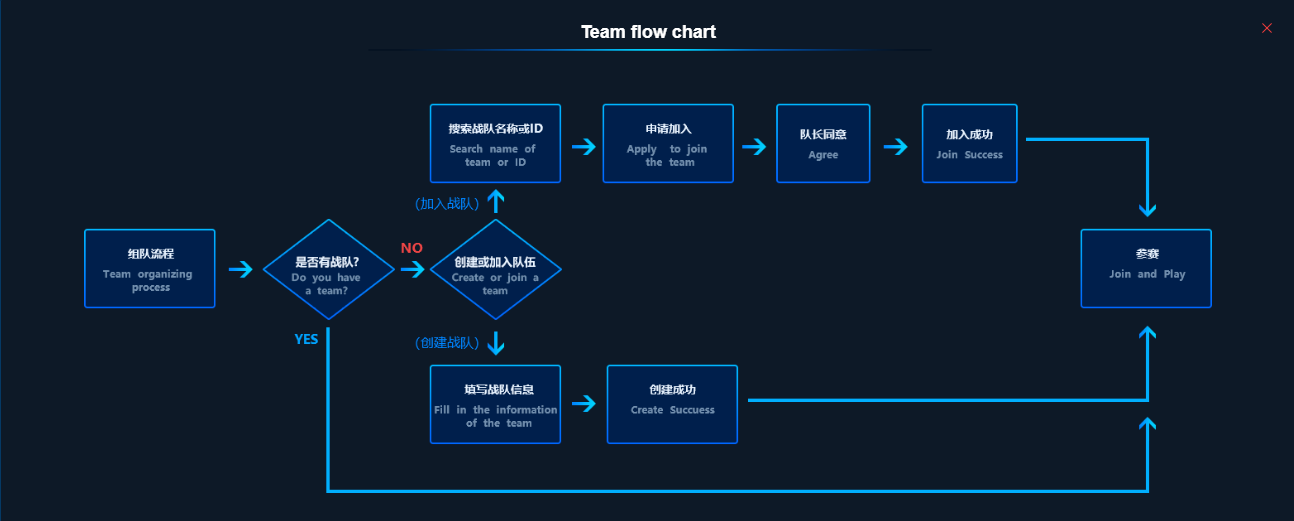 Team flow chart
搜索战队名称或ID
Search name of
team or ID
申请加入
Apply to join
the team
队长同意
Agree
加入成功
Join Success
（加入战队）
组队流程
Team organizing
process
是否有战队?
Do you have
a team?
NO
创建或加入队伍
Create or join a
team
参赛
Join and Play
YES
（创建战队）
填写战队信息
Fill in the information
of the team
创建成功
Create Succuess